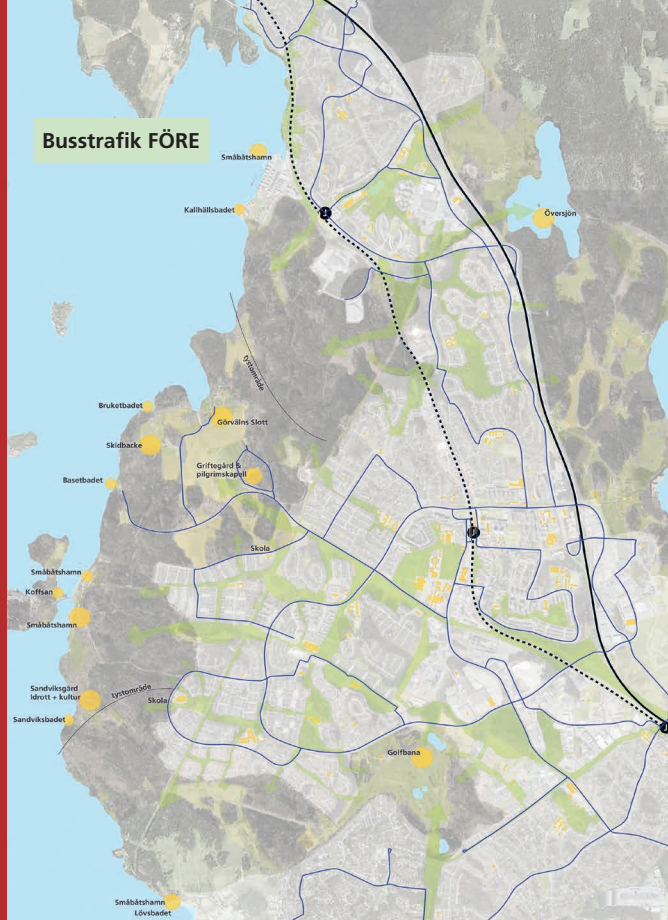 Busstrafik FÖRE
Småbåtshamn
Kallhällsbadet
Översjön
tystområde
Bruketbadet
Görvälns Slott
Skidbacke
Griftegård &
pilgrimskapell
Basetbadet
Skola
Småbåtshamn
Koffsan
Småbåtshamn
Sandviksgård
Idrott + kultur
tystområde
Skola
Sandviksbadet
Golfbana
Småbåtshamn
Lövsbadet